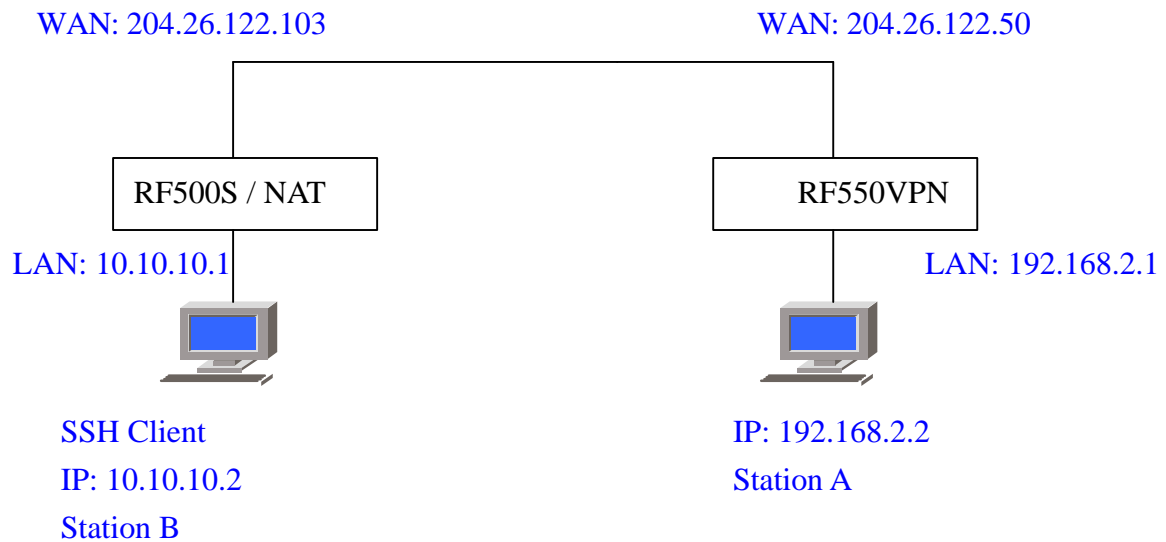 WAN: 204.26.122.103
WAN: 204.26.122.50
RF500S / NAT
RF550VPN
LAN: 10.10.10.1
LAN: 192.168.2.1
SSH Client
IP: 10.10.10.2
Station B
IP: 192.168.2.2
Station A